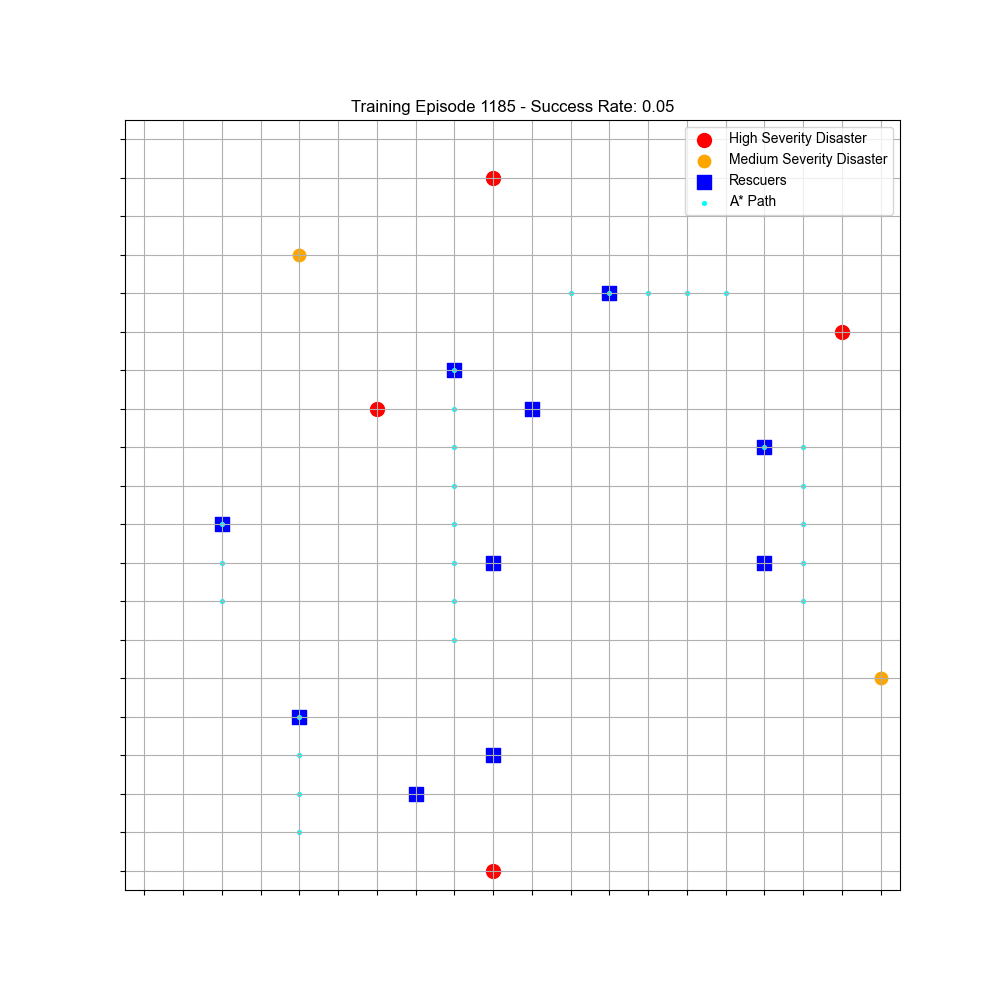 Training Episode 1185 - Success Rate: 0.05
High Severity Disaster
Medium Severity Disaster
Rescuers
A* Path